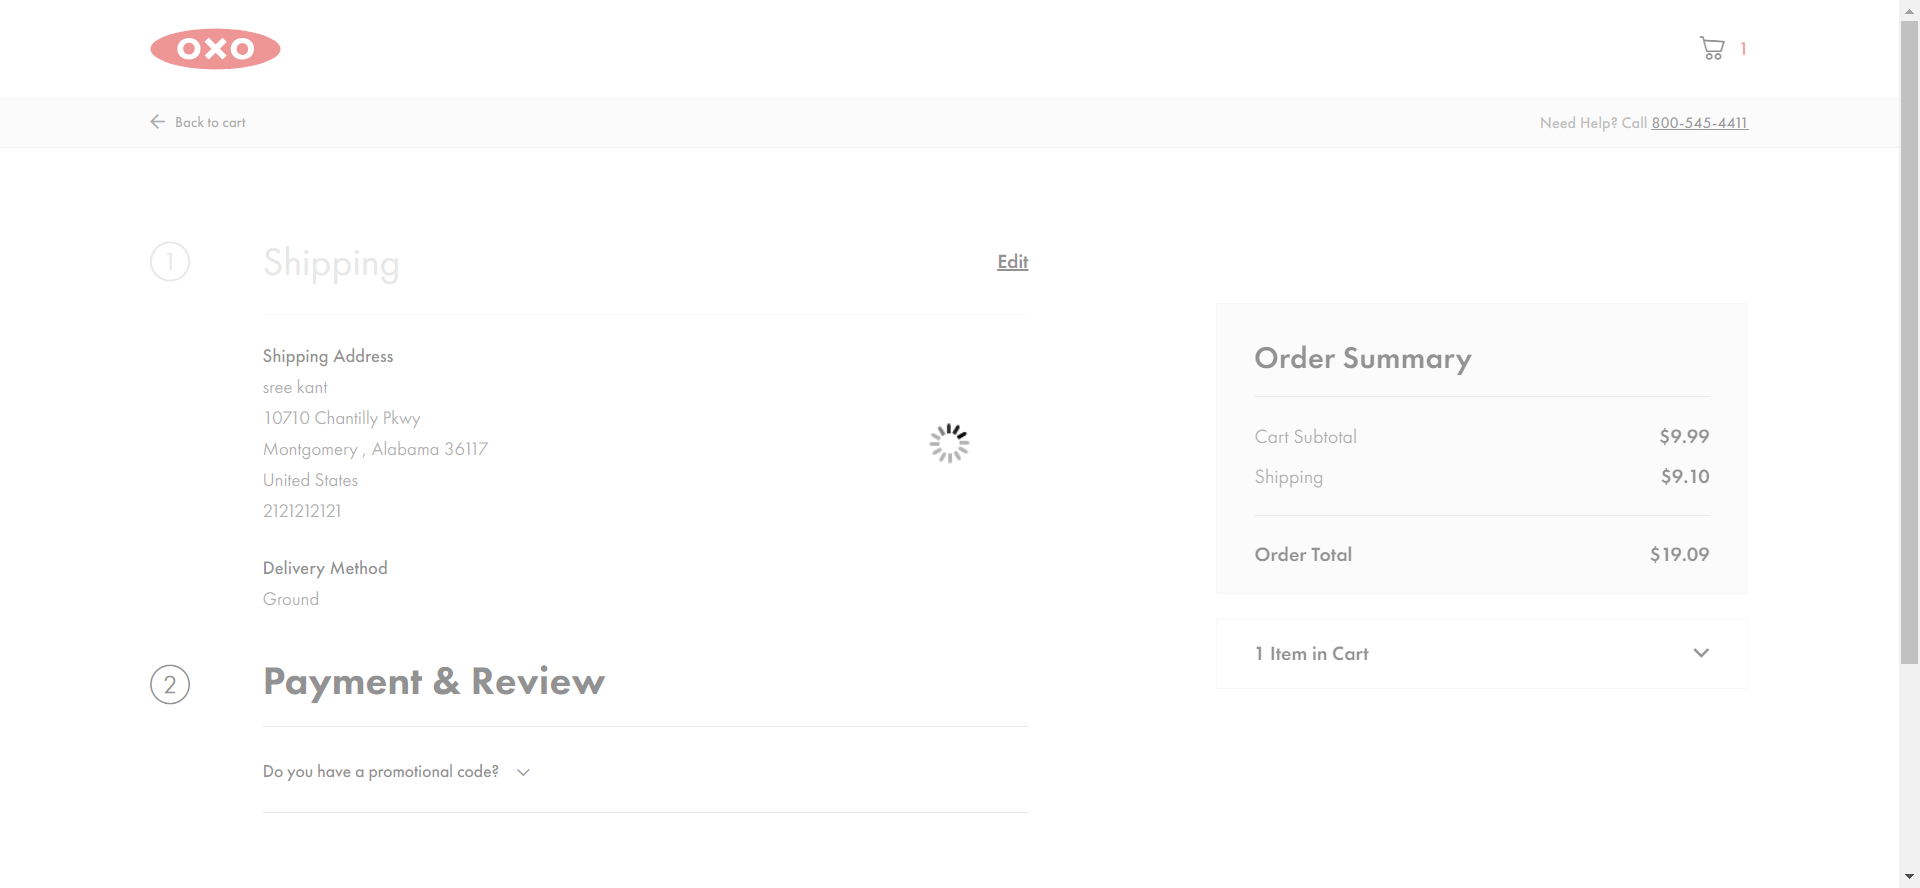 OXO
1
Back to cart
Need Help? Call 800-545-4411
1
Shipping
Edit
Shipping Address
sree kant
10710 Chantilly Pkwy
Montgomery , Alabama 36117
United States
2121212121
Delivery Method
Ground
2
Payment & Review
Do you have a promotional code?
Order Summary
Cart Subtotal $9.99
Shipping $9.10
Order Total $19.09
1 Item in Cart